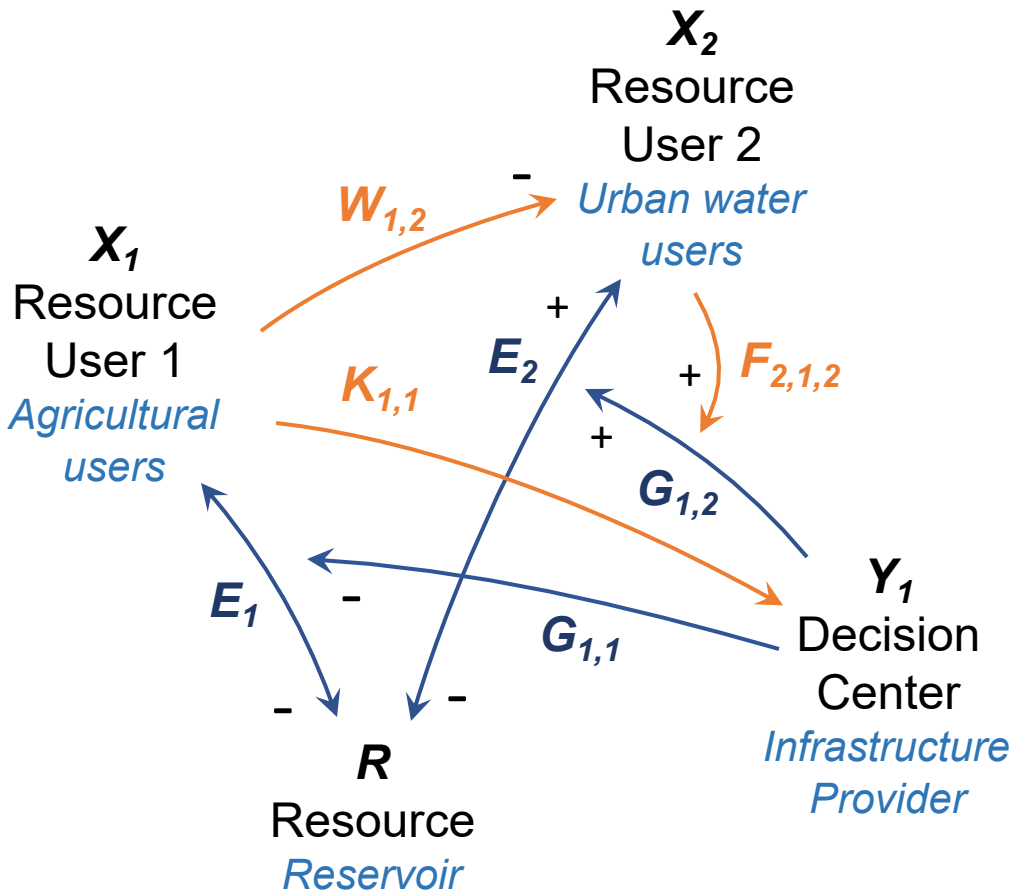 X2
Resource
User 2
Urban water
users
-
W1,2
X1
Resource
User 1
Agricultural
users
+
E2
K1,1
+
F2,1,2
+
G1,2
E1
-
G1,1
Y1
Decision
Center
Infrastructure
Provider
-
-
R
Resource
Reservoir